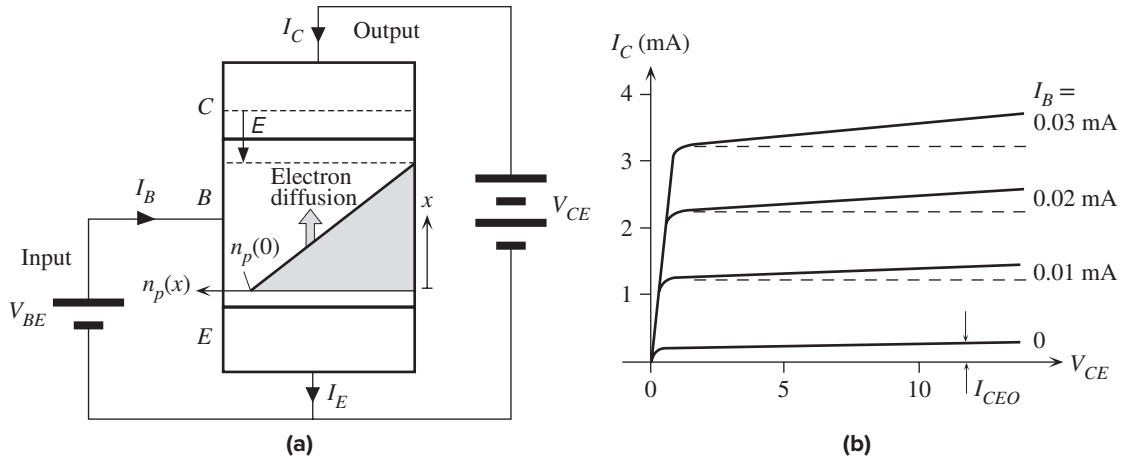 I_C
Output
C
E
I_B
B
Electron
diffusion
x
V_CE
Input
n_p(0)
n_p(x)
V_BE
E
I_E
(a)
I_C (mA)
4
3
2
1
0
5
10
V_CE
I_B =
0.03 mA
0.02 mA
0.01 mA
0
I_CEO
(b)